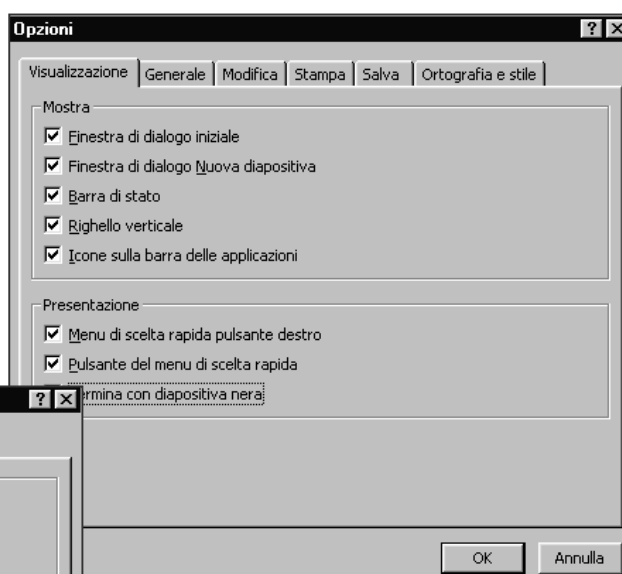 Opzioni
Visualizzazione Generale Modifica Stampa Salva Ortografia e stile
Mostra
Finestra di dialogo iniziale
Finestra di dialogo Nuova diapositiva
Barra di stato
Righello verticale
Icone sulla barra delle applicazioni
Presentazione
Menu di scelta rapida pulsante destro
Pulsante del menu di scelta rapida
ermina con diapositiva nera
OK Annulla